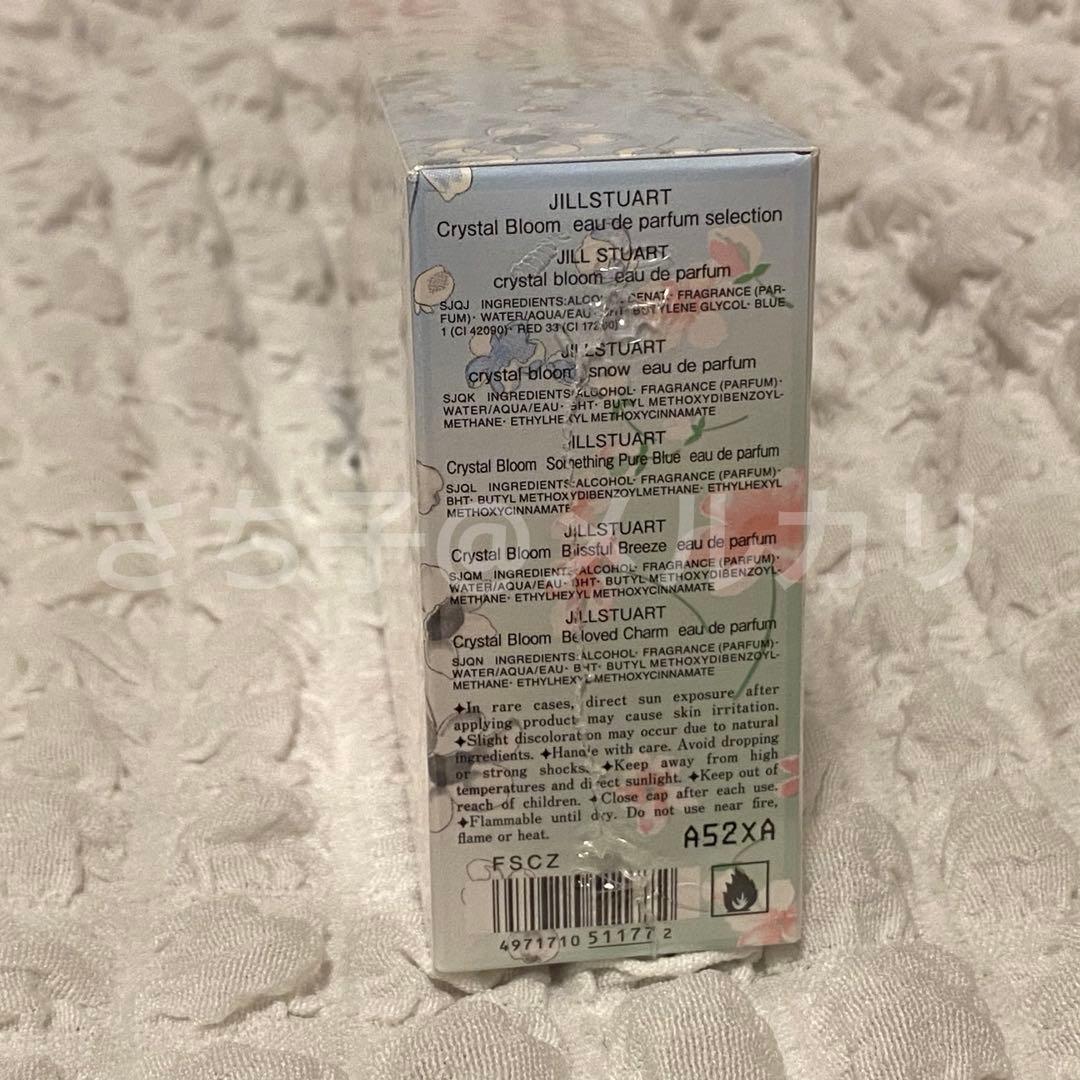 JILLSTUART
Crystal Bloom eau de parfum selection
JILL STUART
crystal bloom eau de parfum
SJQJ INGREDIENTS:ALCOHOL DENAT.· FRAGRANCE (PAR-
FUM)· WATER/AQUA/EAU· BHT· BUTYLENE GLYCOL· BLUE
1 (CI 42090)· RED 33 (CI 17200)
JILLSTUART
crystal bloom snow eau de parfum
SJQK INGREDIENTS:ALCOHOL· FRAGRANCE (PARFUM)·
WATER/AQUA/EAU· BHT· BUTYL METHOXYDIBENZOYL-
METHANE· ETHYLHEXYL METHOXYCINNAMATE
JILLSTUART
Crystal Bloom Something Pure Blue eau de parfum
SJQL INGREDIENTS:ALCOHOL· FRAGRANCE (PARFUM)·
BHT· BUTYL METHOXYDIBENZOYLMETHANE· ETHYLHEXYL
METHOXYCINNAMATE
JILLSTUART
Crystal Bloom Blissful Breeze eau de parfum
SJQM INGREDIENTS:ALCOHOL· FRAGRANCE (PARFUM)·
WATER/AQUA/EAU· BHT· BUTYL METHOXYDIBENZOYL-
METHANE· ETHYLHEXYL METHOXYCINNAMATE
JILLSTUART
Crystal Bloom Beloved Charm eau de parfum
SJQN INGREDIENTS:ALCOHOL· FRAGRANCE (PARFUM)·
WATER/AQUA/EAU· BHT· BUTYL METHOXYDIBENZOYL-
METHANE· ETHYLHEXYL METHOXYCINNAMATE
✦In rare cases, direct sun exposure after
applying product may cause skin irritation.
✦Slight discoloration may occur due to natural
ingredients. ✦Handle with care. Avoid dropping
or strong shocks. ✦Keep away from high
temperatures and direct sunlight. ✦Keep out of
reach of children. ✦Close cap after each use.
✦Flammable until dry. Do not use near fire,
flame or heat.
A52XA
FSCZ
4971710 511772
さち子@メルカリ